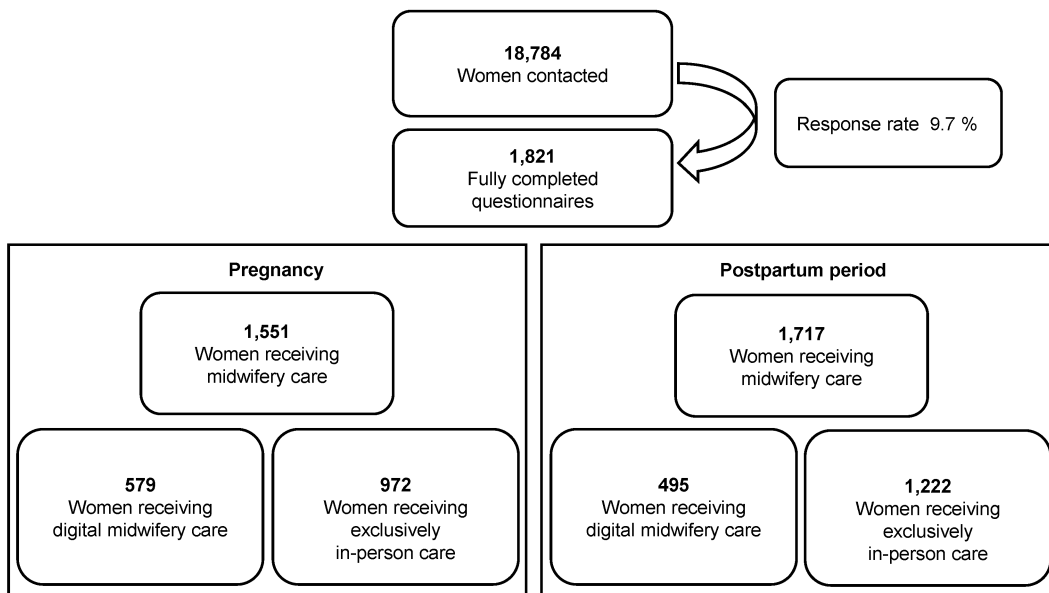 18,784
Women contacted
Response rate 9.7 %
1,821
Fully completed
questionnaires
Pregnancy
1,551
Women receiving
midwifery care
579
Women receiving
digital midwifery care
972
Women receiving
exclusively
in-person care
Postpartum period
1,717
Women receiving
midwifery care
495
Women receiving
digital midwifery care
1,222
Women receiving
exclusively
in-person care